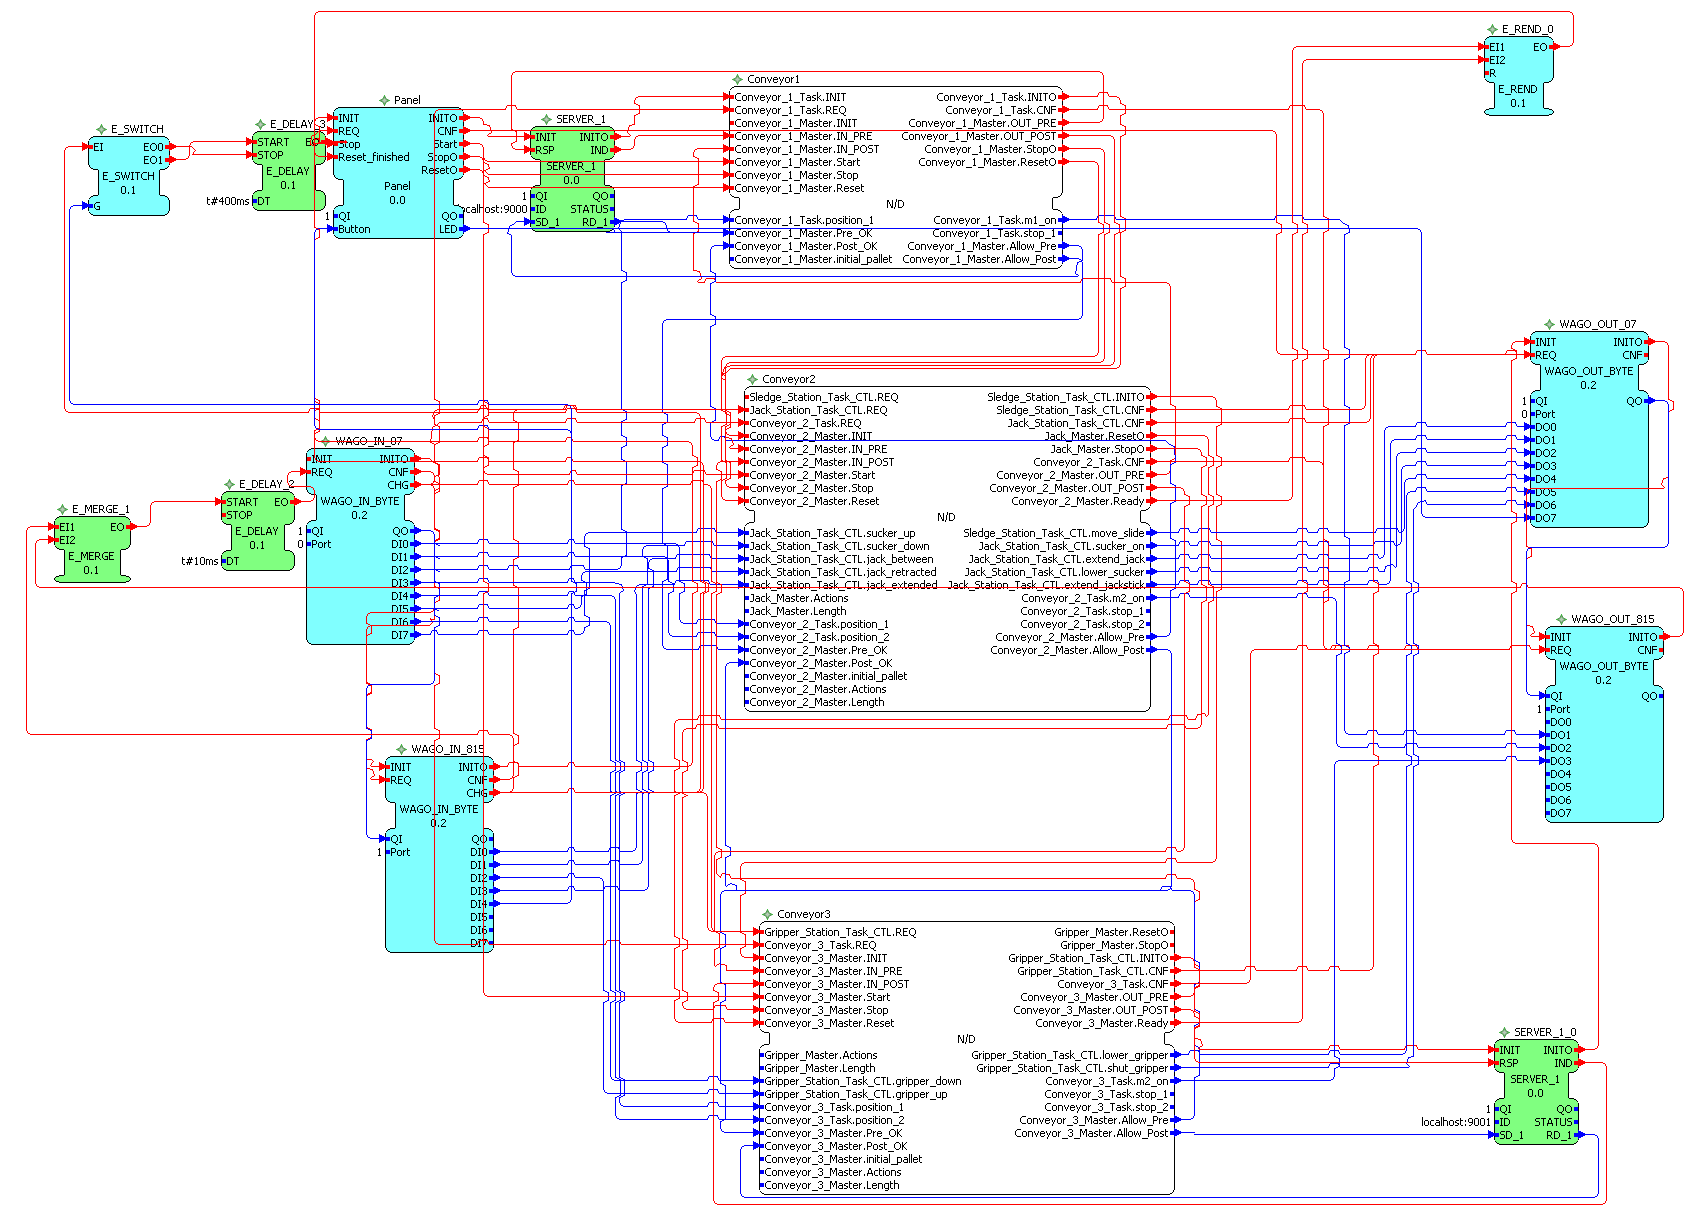 E_REND_0
EI1 EO
EI2
R
E_REND
0.1
E_SWITCH
EI EO0
EO1
E_SWITCH
0.1
G
E_DELAY_3
START
STOP
E_DELAY
0.1
t#400ms DT
Panel
INIT INITO
REQ CNF
Stop Start
Reset_finished StopO
ResetO
Panel
0.0
1 QI QO
Button LED
SERVER_1
INIT INITO
RSP IND
SERVER_1
0.0
1 QI QO
ocalhost:9000 ID STATUS
SD_1 RD_1
Conveyor1
Conveyor_1_Task.INIT Conveyor_1_Task.INITO
Conveyor_1_Task.REQ Conveyor_1_Task.CNF
Conveyor_1_Master.INIT Conveyor_1_Master.OUT_PRE
Conveyor_1_Master.IN_PRE Conveyor_1_Master.OUT_POST
Conveyor_1_Master.IN_POST Conveyor_1_Master.StopO
Conveyor_1_Master.Start Conveyor_1_Master.ResetO
Conveyor_1_Master.Stop
Conveyor_1_Master.Reset
N/D
Conveyor_1_Task.position_1 Conveyor_1_Task.m1_on
Conveyor_1_Master.Pre_OK Conveyor_1_Task.stop_1
Conveyor_1_Master.Post_OK Conveyor_1_Master.Allow_Pre
Conveyor_1_Master.initial_pallet Conveyor_1_Master.Allow_Post
WAGO_OUT_07
INIT INITO
REQ CNF
WAGO_OUT_BYTE
0.2
1 QI QO
0 Port
DO0
DO1
DO2
DO3
DO4
DO5
DO6
DO7
Conveyor2
Sledge_Station_Task_CTL.REQ Sledge_Station_Task_CTL.INITO
Jack_Station_Task_CTL.REQ Sledge_Station_Task_CTL.CNF
Conveyor_2_Task.REQ Jack_Station_Task_CTL.CNF
Conveyor_2_Master.INIT Jack_Master.ResetO
Conveyor_2_Master.IN_PRE Jack_Master.StopO
Conveyor_2_Master.IN_POST Conveyor_2_Task.CNF
Conveyor_2_Master.Start Conveyor_2_Master.OUT_PRE
Conveyor_2_Master.Stop Conveyor_2_Master.OUT_POST
Conveyor_2_Master.Reset Conveyor_2_Master.Ready
N/D
Jack_Station_Task_CTL.sucker_up Sledge_Station_Task_CTL.move_slide
Jack_Station_Task_CTL.sucker_down Jack_Station_Task_CTL.sucker_on
Jack_Station_Task_CTL.jack_between Jack_Station_Task_CTL.extend_jack
Jack_Station_Task_CTL.jack_retracted Jack_Station_Task_CTL.lower_sucker
Jack_Station_Task_CTL.jack_extended Jack_Station_Task_CTL.extend_jackstick
Jack_Master.Actions Conveyor_2_Task.m2_on
Jack_Master.Length Conveyor_2_Task.stop_1
Conveyor_2_Task.position_1 Conveyor_2_Task.stop_2
Conveyor_2_Task.position_2 Conveyor_2_Master.Allow_Pre
Conveyor_2_Master.Pre_OK Conveyor_2_Master.Allow_Post
Conveyor_2_Master.Post_OK
Conveyor_2_Master.initial_pallet
Conveyor_2_Master.Actions
Conveyor_2_Master.Length
WAGO_IN_07
INIT INITO
REQ CNF
CHG
WAGO_IN_BYTE
0.2
1 QI QO
0 Port DI0
DI1
DI2
DI3
DI4
DI5
DI6
DI7
E_DELAY_2
START EO
STOP
E_DELAY
0.1
t#10ms DT
E_MERGE_1
EI1 EO
EI2
E_MERGE
0.1
WAGO_OUT_815
INIT INITO
REQ CNF
WAGO_OUT_BYTE
0.2
QI QO
1 Port
DO0
DO1
DO2
DO3
DO4
DO5
DO6
DO7
WAGO_IN_815
INIT INITO
REQ CNF
CHG
WAGO_IN_BYTE
0.2
QI QO
1 Port DI0
DI1
DI2
DI3
DI4
DI5
DI6
DI7
Conveyor3
Gripper_Station_Task_CTL.REQ Gripper_Master.ResetO
Conveyor_3_Task.REQ Gripper_Master.StopO
Conveyor_3_Master.INIT Gripper_Station_Task_CTL.INITO
Conveyor_3_Master.IN_PRE Gripper_Station_Task_CTL.CNF
Conveyor_3_Master.IN_POST Conveyor_3_Task.CNF
Conveyor_3_Master.Start Conveyor_3_Master.OUT_PRE
Conveyor_3_Master.Stop Conveyor_3_Master.OUT_POST
Conveyor_3_Master.Reset Conveyor_3_Master.Ready
N/D
Gripper_Master.Actions Gripper_Station_Task_CTL.lower_gripper
Gripper_Master.Length Gripper_Station_Task_CTL.shut_gripper
Gripper_Station_Task_CTL.gripper_down Conveyor_3_Task.m2_on
Gripper_Station_Task_CTL.gripper_up Conveyor_3_Task.stop_1
Conveyor_3_Task.position_1 Conveyor_3_Task.stop_2
Conveyor_3_Task.position_2 Conveyor_3_Master.Allow_Pre
Conveyor_3_Master.Pre_OK Conveyor_3_Master.Allow_Post
Conveyor_3_Master.Post_OK
Conveyor_3_Master.initial_pallet
Conveyor_3_Master.Actions
Conveyor_3_Master.Length
SERVER_1_0
INIT INITO
RSP IND
SERVER_1
0.0
1 QI QO
localhost:9001 ID STATUS
SD_1 RD_1